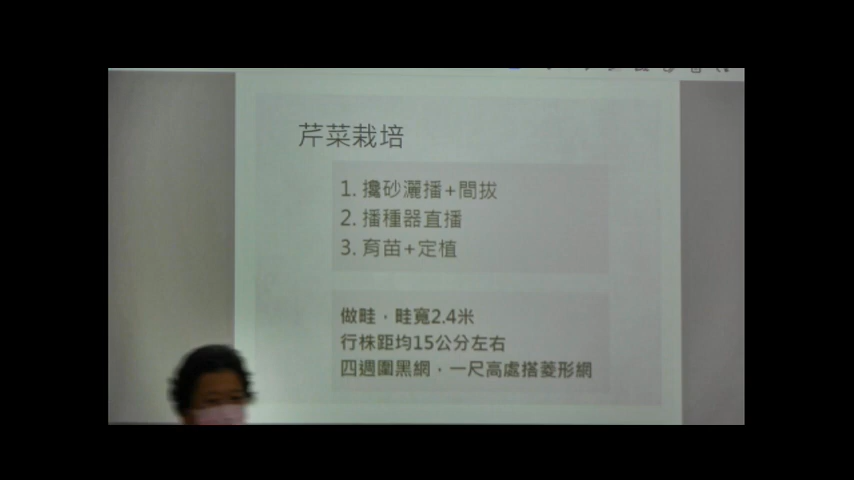 芹菜栽培
1. 攙砂灑播+間拔
2. 播種器直播
3. 育苗+定植
做畦，畦寬2.4米
行株距均15公分左右
四週圍黑網，一尺高處搭菱形網